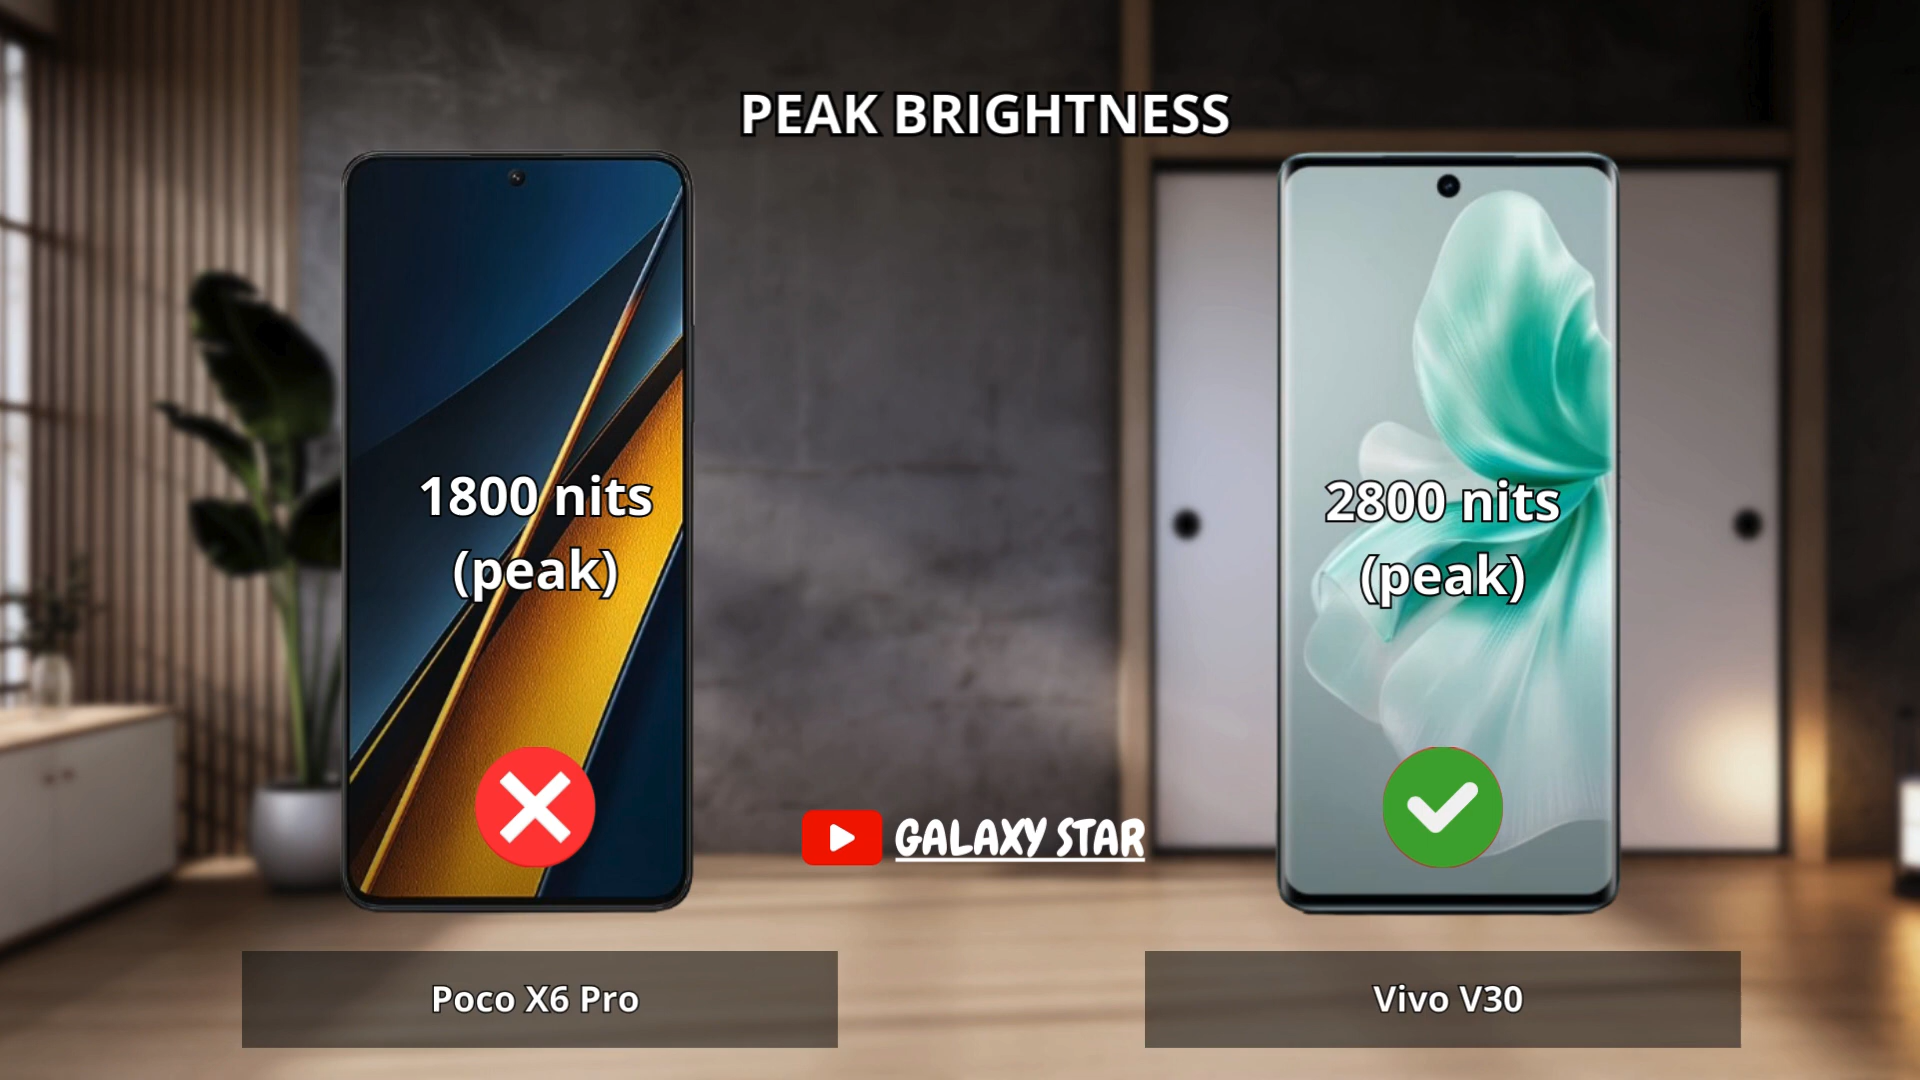 PEAK BRIGHTNESS
1800 nits
(peak)
2800 nits
(peak)
GALAXY STAR
Poco X6 Pro
Vivo V30